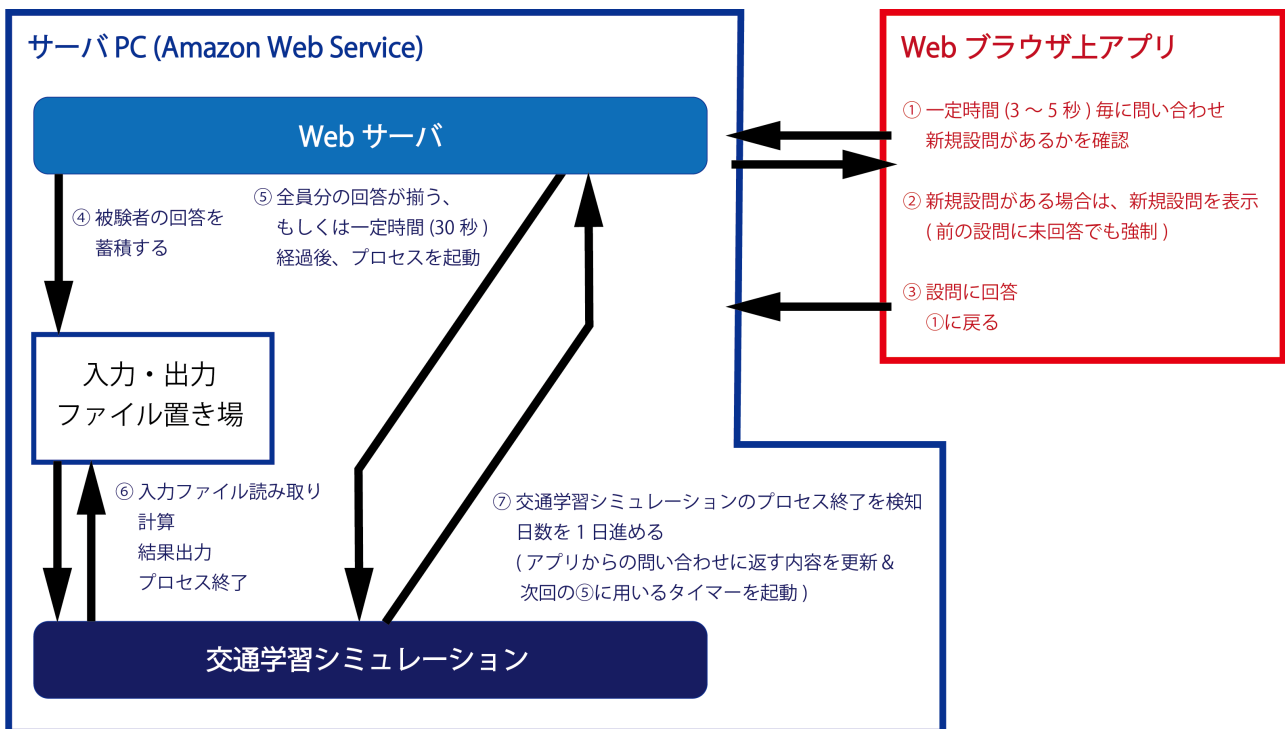 サーバ PC (Amazon Web Service)
Web サーバ
④ 被験者の回答を
蓄積する
⑤ 全員分の回答が揃う、
もしくは一定時間 (30 秒 )
経過後、プロセスを起動
入力・出力
ファイル置き場
⑥ 入力ファイル読み取り
計算
結果出力
プロセス終了
⑦ 交通学習シミュレーションのプロセス終了を検知
日数を 1 日進める
( アプリからの問い合わせに返す内容を更新 &
次回の⑤に用いるタイマーを起動 )
交通学習シミュレーション
Web ブラウザ上アプリ
① 一定時間 (3 ～ 5 秒 ) 毎に問い合わせ
新規設問があるかを確認
② 新規設問がある場合は、新規設問を表示
( 前の設問に未回答でも強制 )
③ 設問に回答
①に戻る